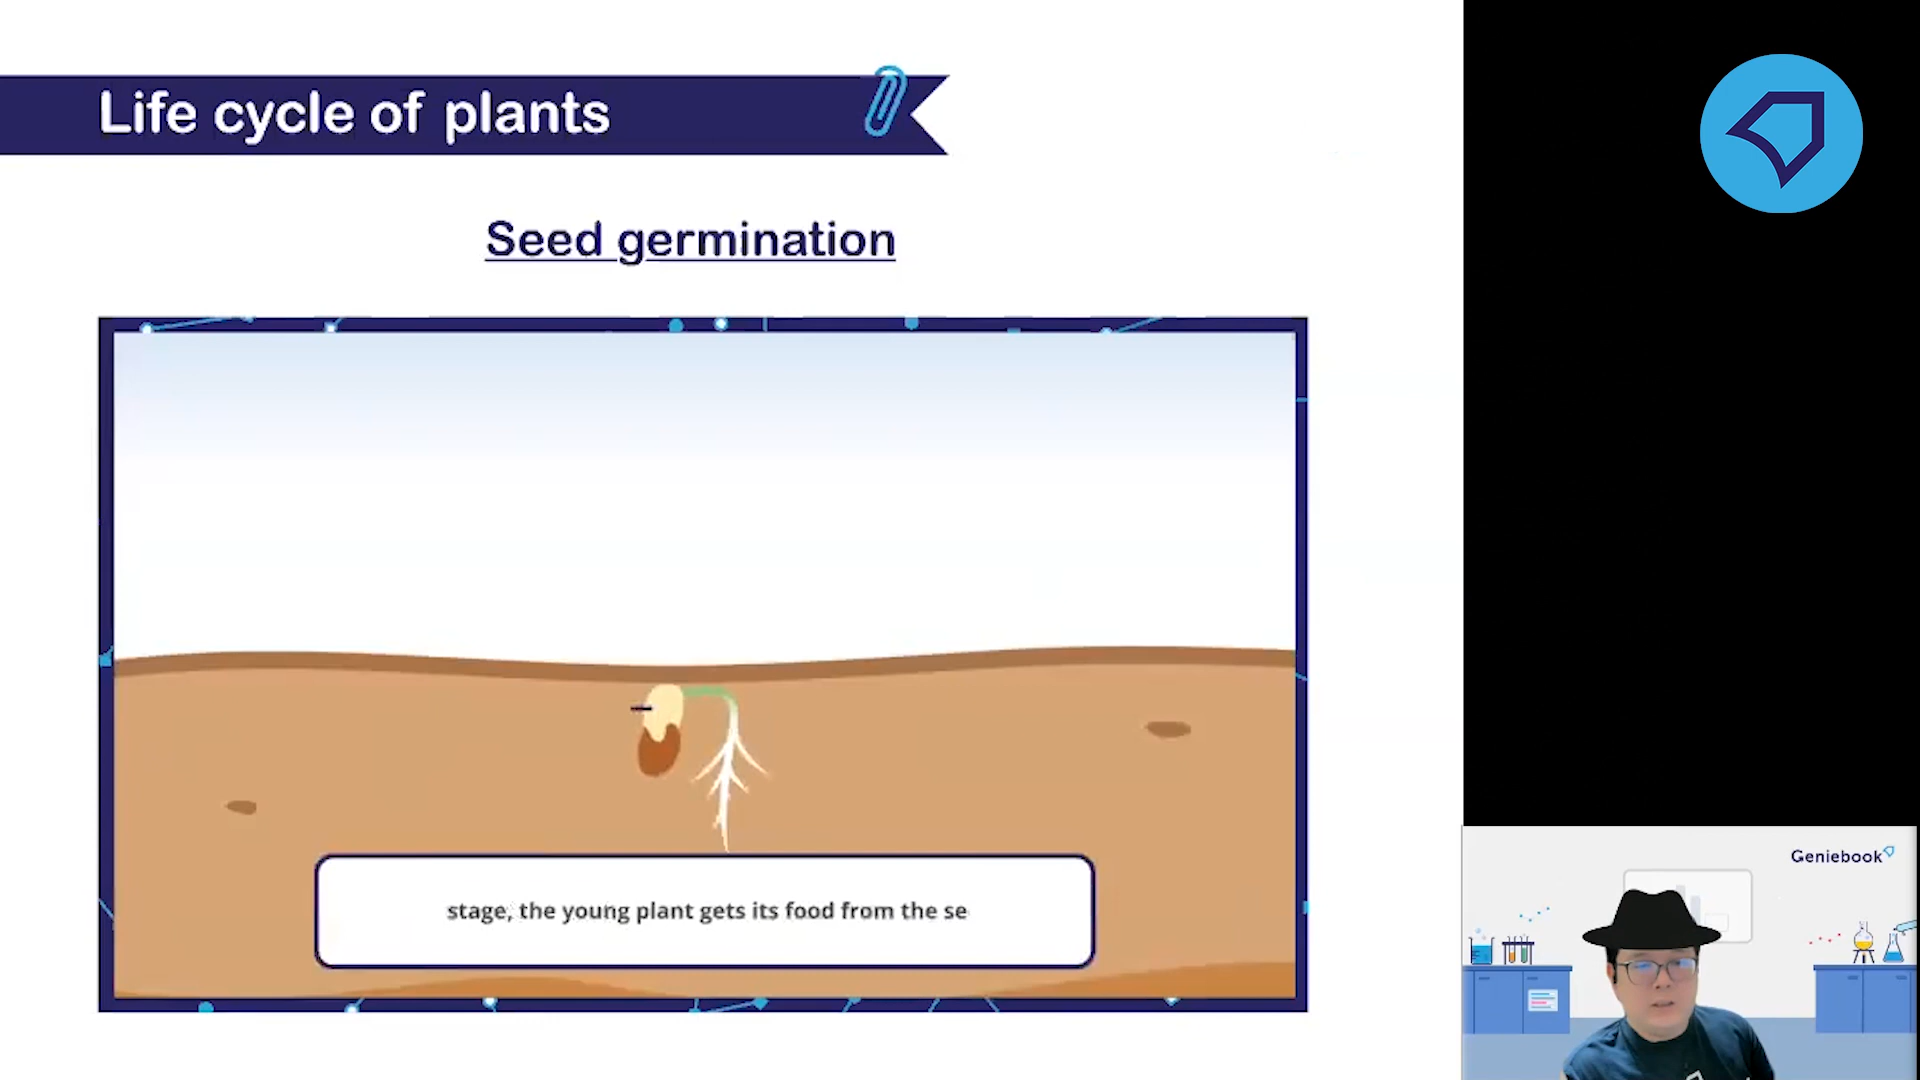 Life cycle of plants
Seed germination
stage, the young plant gets its food from the se
Geniebook